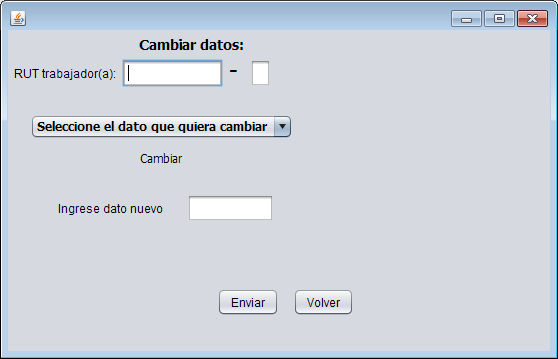 Cambiar datos:
RUT trabajador(a): -
Seleccione el dato que quiera cambiar
Cambiar
Ingrese dato nuevo
Enviar Volver